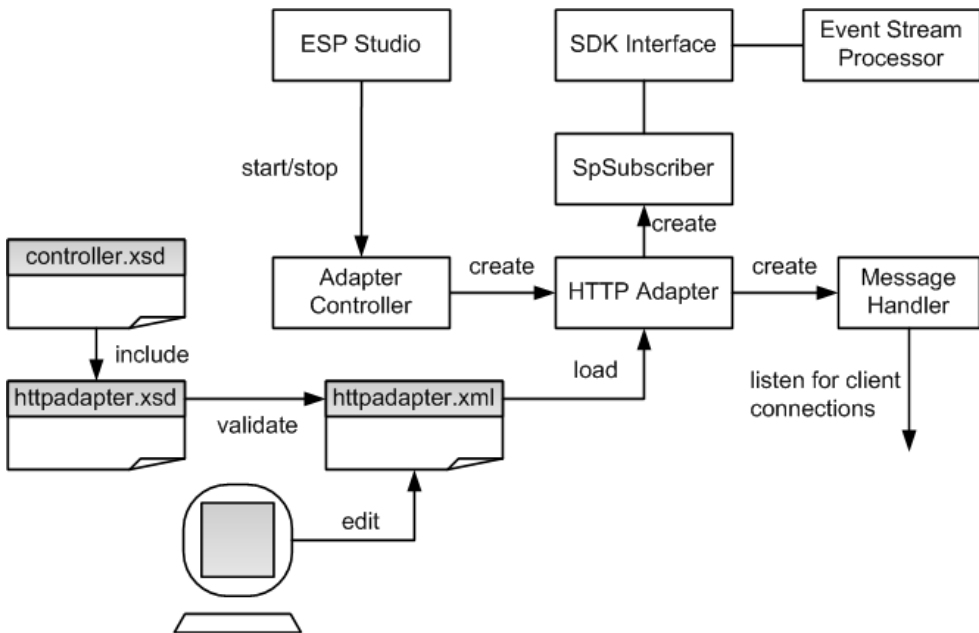 ESP Studio
SDK Interface
Event Stream
Processor
start/stop
SpSubscriber
create
controller.xsd
Adapter
Controller
create
HTTP Adapter
create
Message
Handler
include
load
listen for client
connections
httpadapter.xsd
validate
httpadapter.xml
edit